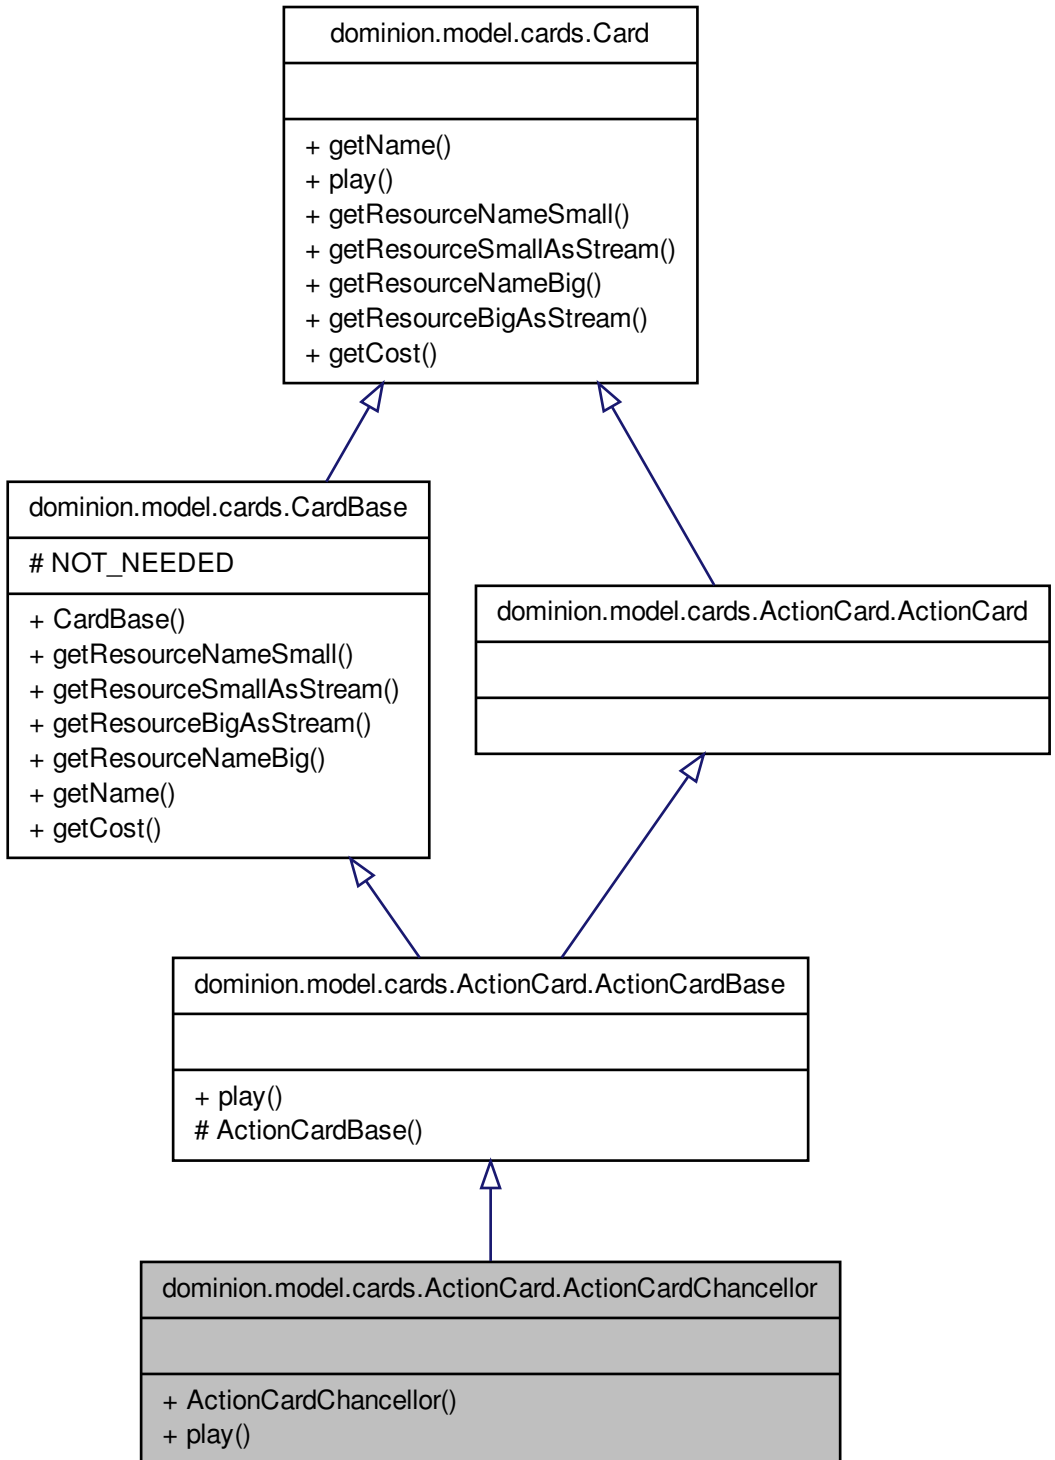 dominion.model.cards.Card
+ getName()
+ play()
+ getResourceNameSmall()
+ getResourceSmallAsStream()
+ getResourceNameBig()
+ getResourceBigAsStream()
+ getCost()
dominion.model.cards.CardBase
# NOT_NEEDED
+ CardBase()
+ getResourceNameSmall()
+ getResourceSmallAsStream()
+ getResourceBigAsStream()
+ getResourceNameBig()
+ getName()
+ getCost()
dominion.model.cards.ActionCard.ActionCard
dominion.model.cards.ActionCard.ActionCardBase
+ play()
# ActionCardBase()
dominion.model.cards.ActionCard.ActionCardChancellor
+ ActionCardChancellor()
+ play()